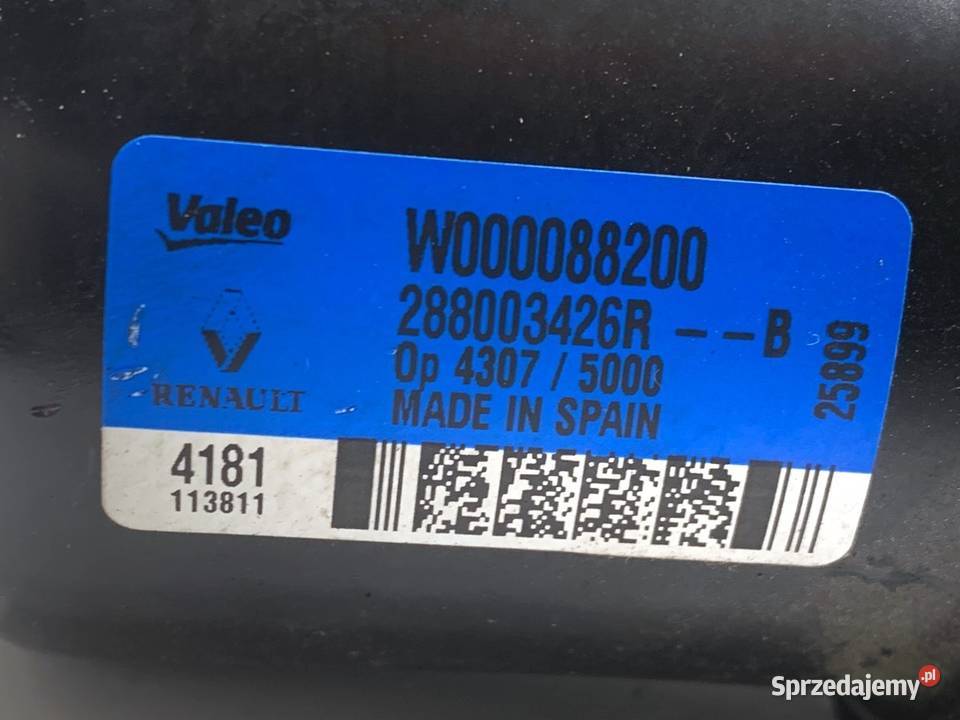 Valeo
W000088200
288003426R -- B
Op 4307 / 5000
MADE IN SPAIN
25899
RENAULT
4181
113811
Sprzedajemy.pl